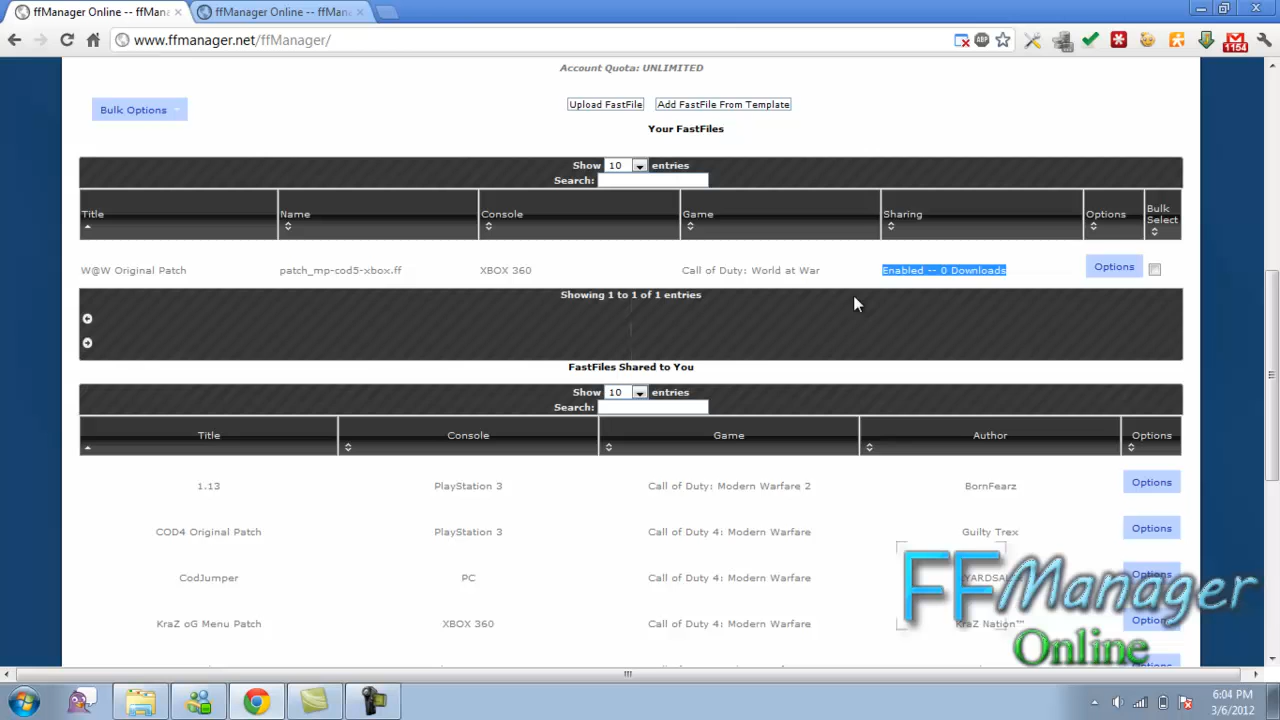 ffManager Online -- ffMan
ffManager Online -- ffMan
www.ffmanager.net/ffManager/
ABP
1154
Account Quota: UNLIMITED
Bulk Options
Upload FastFile
Add FastFile From Template
Your FastFiles
Show 10 entries
Search:
Title Name Console Game Sharing Options Bulk Select
W@W Original Patch patch_mp-cod5-xbox.ff XBOX 360 Call of Duty: World at War Enabled -- 0 Downloads Options
Showing 1 to 1 of 1 entries
FastFiles Shared to You
Show 10 entries
Search:
Title Console Game Author Options
1.13 PlayStation 3 Call of Duty: Modern Warfare 2 BornFearz Options
COD4 Original Patch PlayStation 3 Call of Duty 4: Modern Warfare Guilty Trex Options
CodJumper PC Call of Duty 4: Modern Warfare Options
KraZ oG Menu Patch XBOX 360 Call of Duty 4: Modern Warfare KraZ Nation™ Options
Options
FFManager
Online
6:04 PM
3/6/2012